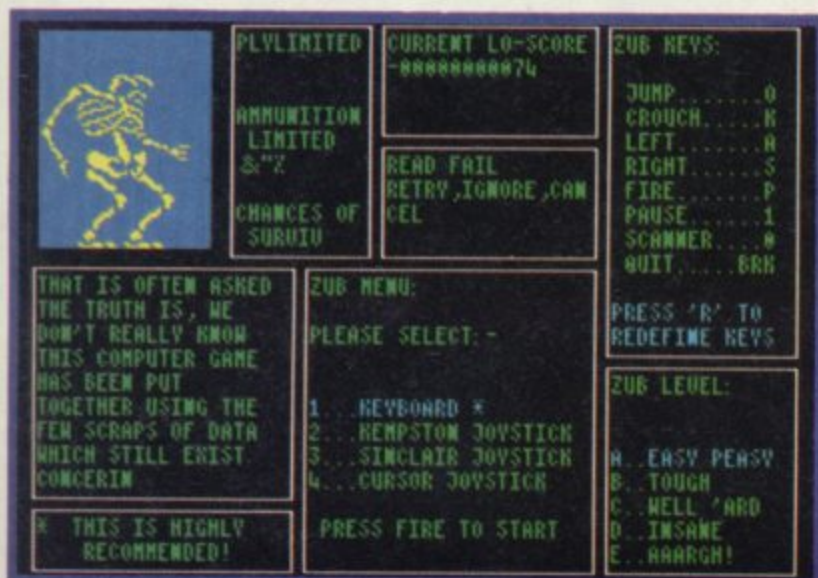 PLYLIMITED
AMMUNITION
LIMITED
&"%
CHANCES OF
SURVIV
CURRENT LO-SCORE
-00000000074
READ FAIL
RETRY,IGNORE,CAN
CEL
ZUB KEYS:
JUMP.......O
CROUCH.....K
LEFT.......A
RIGHT......S
FIRE.......P
PAUSE......1
SCANNER....0
QUIT.....BRK
PRESS 'R' TO
REDEFINE KEYS
THAT IS OFTEN ASKED
THE TRUTH IS, WE
DON'T REALLY KNOW
THIS COMPUTER GAME
HAS BEEN PUT
TOGETHER USING THE
FEW SCRAPS OF DATA
WHICH STILL EXIST
CONCERIN
* THIS IS HIGHLY
RECOMMENDED!
ZUB MENU:
PLEASE SELECT:-
1...KEYBOARD *
2...KEMPSTON JOYSTICK
3...SINCLAIR JOYSTICK
4...CURSOR JOYSTICK
PRESS FIRE TO START
ZUB LEVEL:
A..EASY PEASY
B..TOUGH
C..WELL 'ARD
D..INSANE
E..AAARGH!